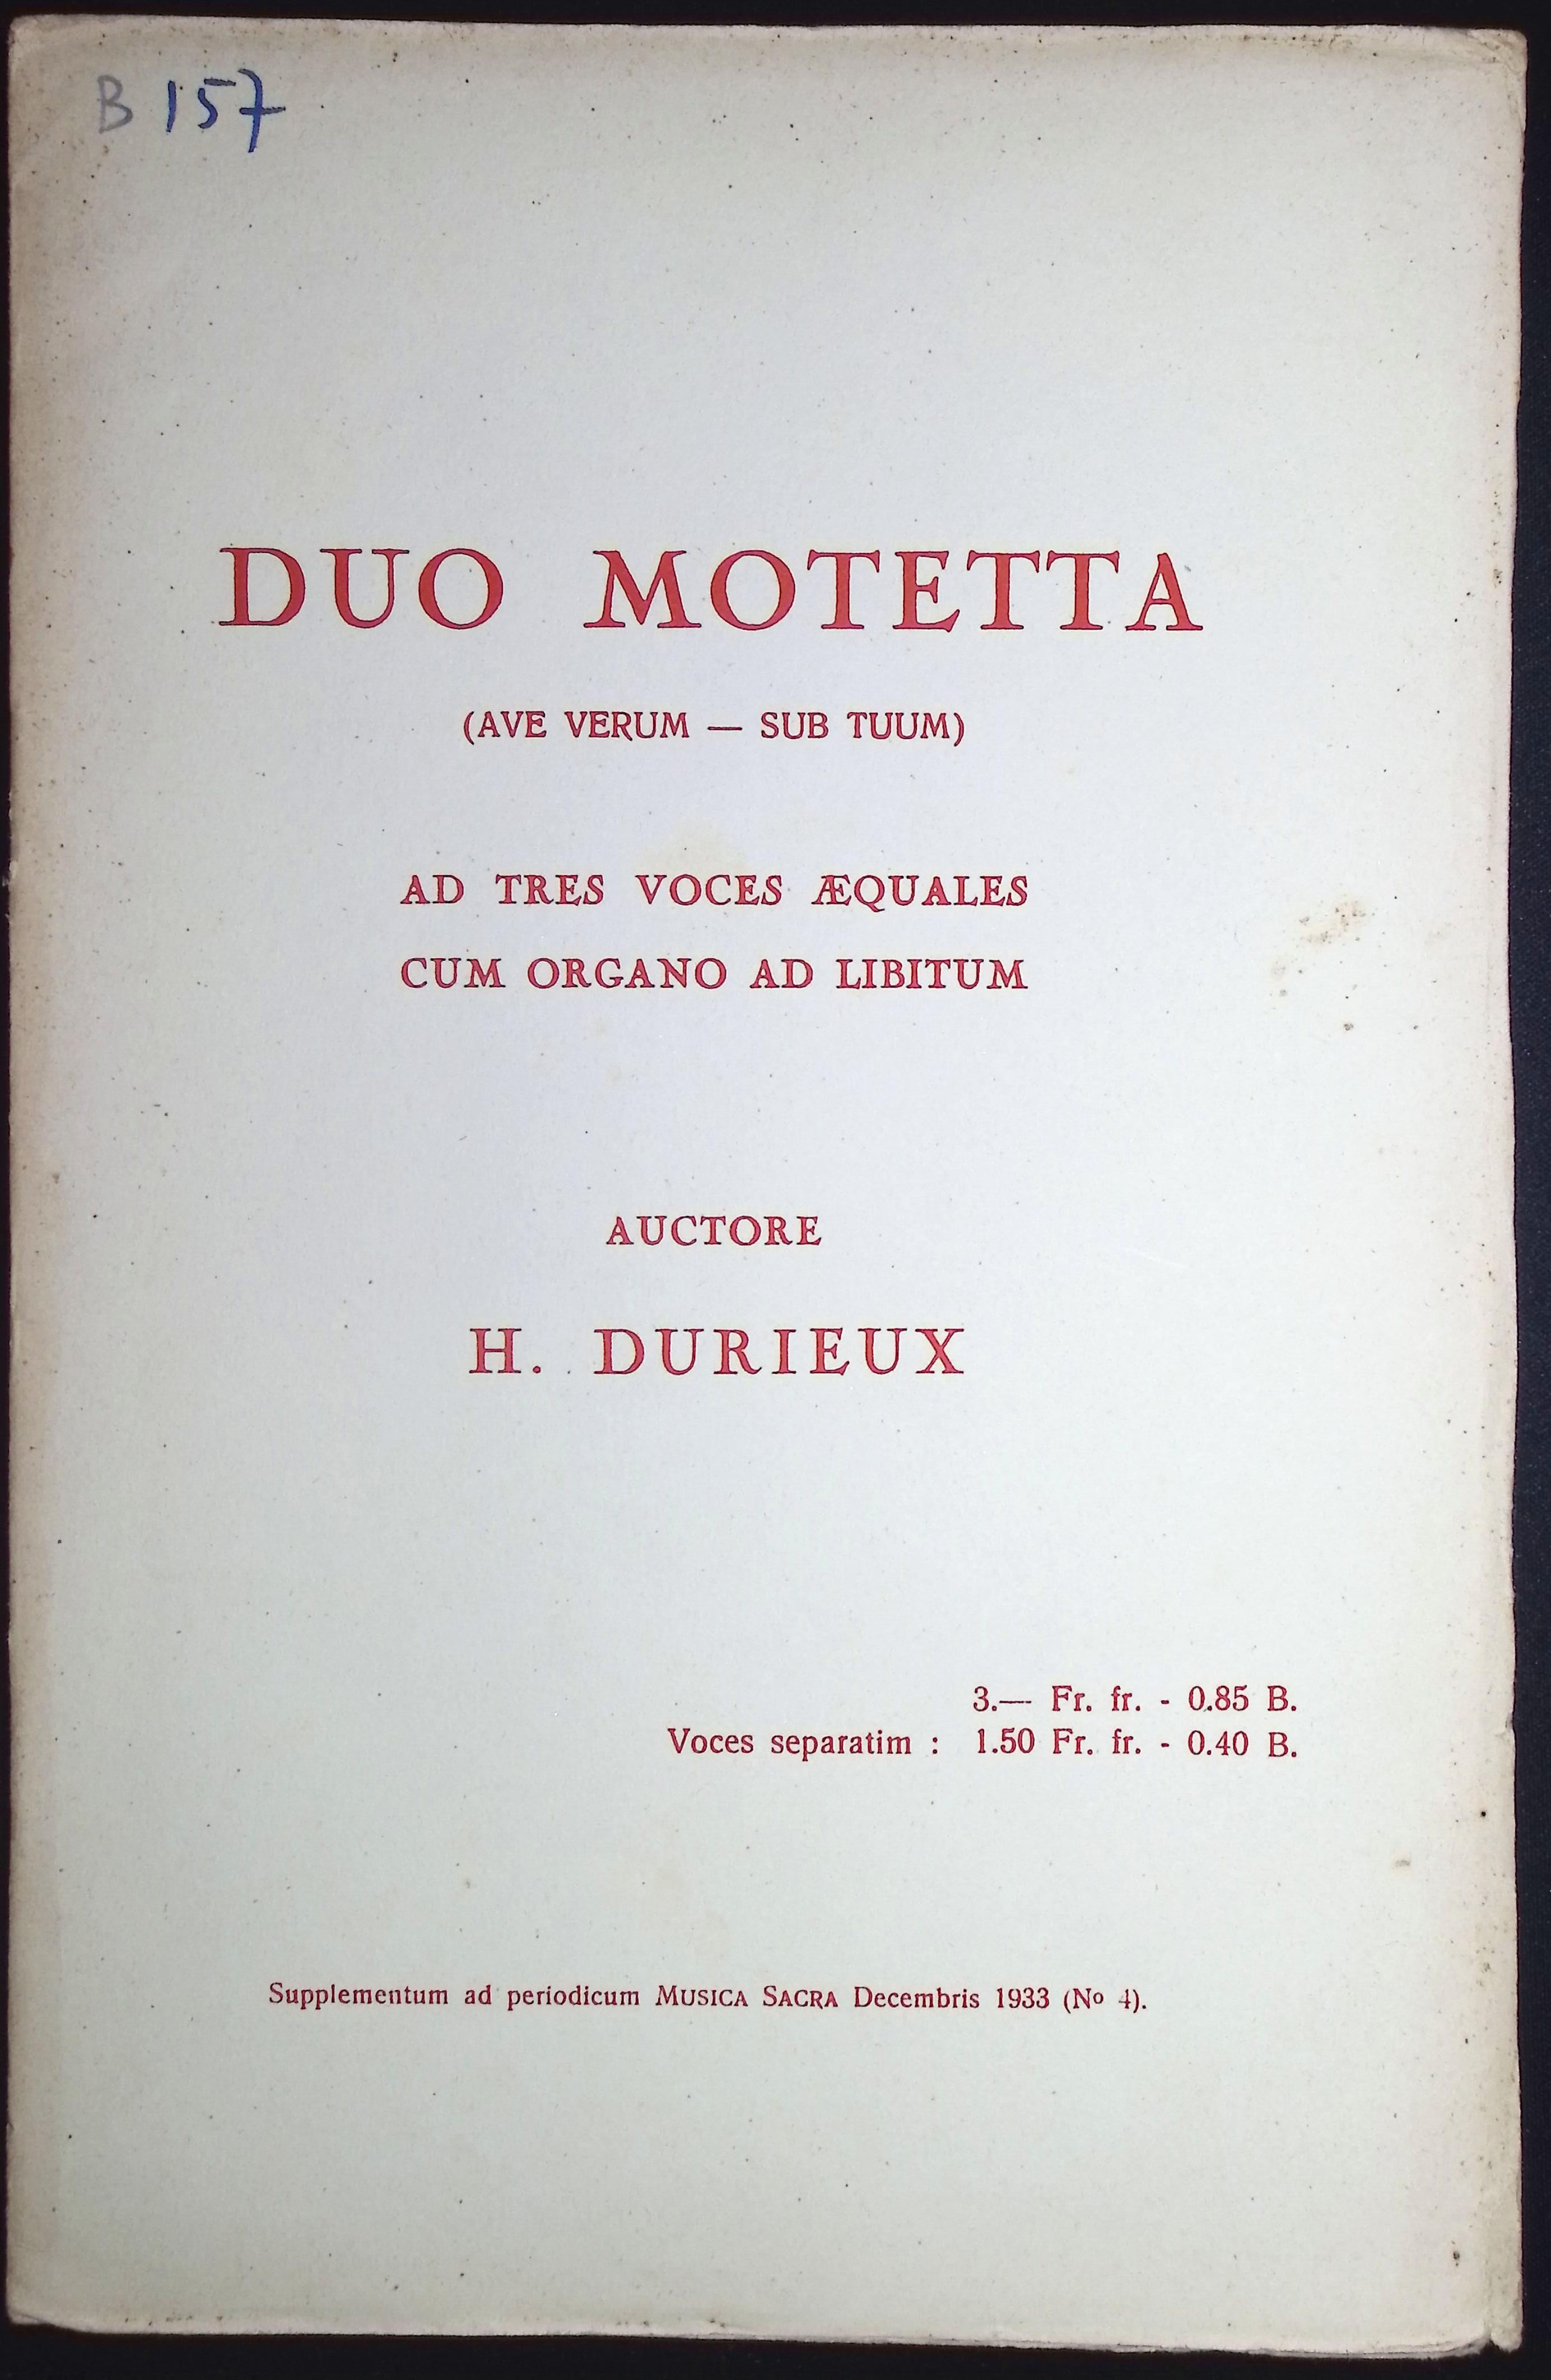 B 157
DUO MOTETTA
(AVE VERUM — SUB TUUM)
AD TRES VOCES ÆQUALES
CUM ORGANO AD LIBITUM
AUCTORE
H. DURIEUX
3.— Fr. fr. - 0.85 B.
Voces separatim : 1.50 Fr. fr. - 0.40 B.
Supplementum ad periodicum MUSICA SACRA Decembris 1933 (No 4).